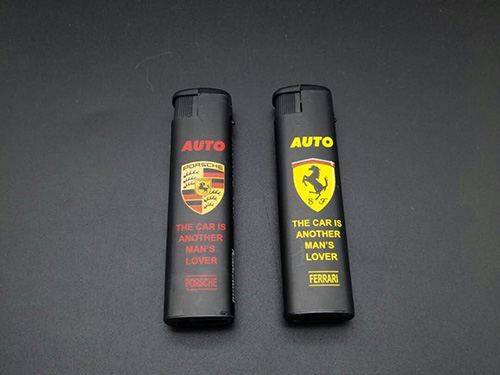 AUTO
PORSCHE
THE CAR IS
ANOTHER
MAN'S
LOVER
PORSCHE
AUTO
S F
THE CAR IS
ANOTHER
MAN'S
LOVER
FERRARI